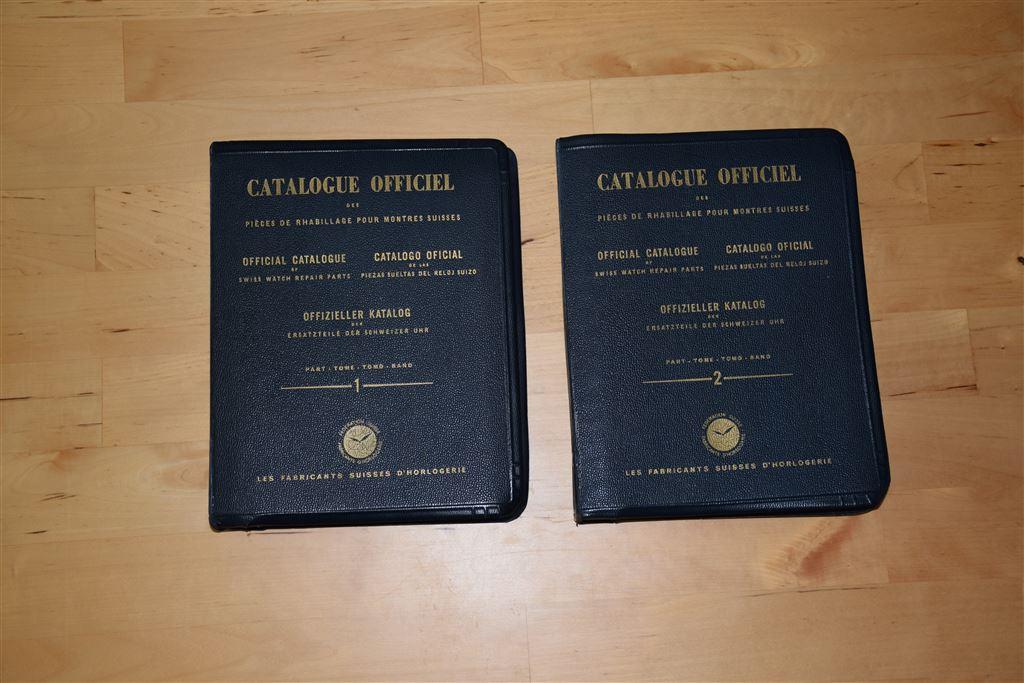 CATALOGUE OFFICIEL
DES
PIÈCES DE RHABILLAGE POUR MONTRES SUISSES
OFFICIAL CATALOGUE
OF
SWISS WATCH REPAIR PARTS
CATALOGO OFICIAL
DE LAS
PIEZAS SUELTAS DEL RELOJ SUIZO
OFFIZIELLER KATALOG
DER
ERSATZTEILE DER SCHWEIZER UHR
PART - TOME - TOMO - BAND
1
LES FABRICANTS SUISSES D'HORLOGERIE
CATALOGUE OFFICIEL
DES
PIÈCES DE RHABILLAGE POUR MONTRES SUISSES
OFFICIAL CATALOGUE
OF
SWISS WATCH REPAIR PARTS
CATALOGO OFICIAL
DE LAS
PIEZAS SUELTAS DEL RELOJ SUIZO
OFFIZIELLER KATALOG
DER
ERSATZTEILE DER SCHWEIZER UHR
PART - TOME - TOMO - BAND
2
LES FABRICANTS SUISSES D'HORLOGERIE